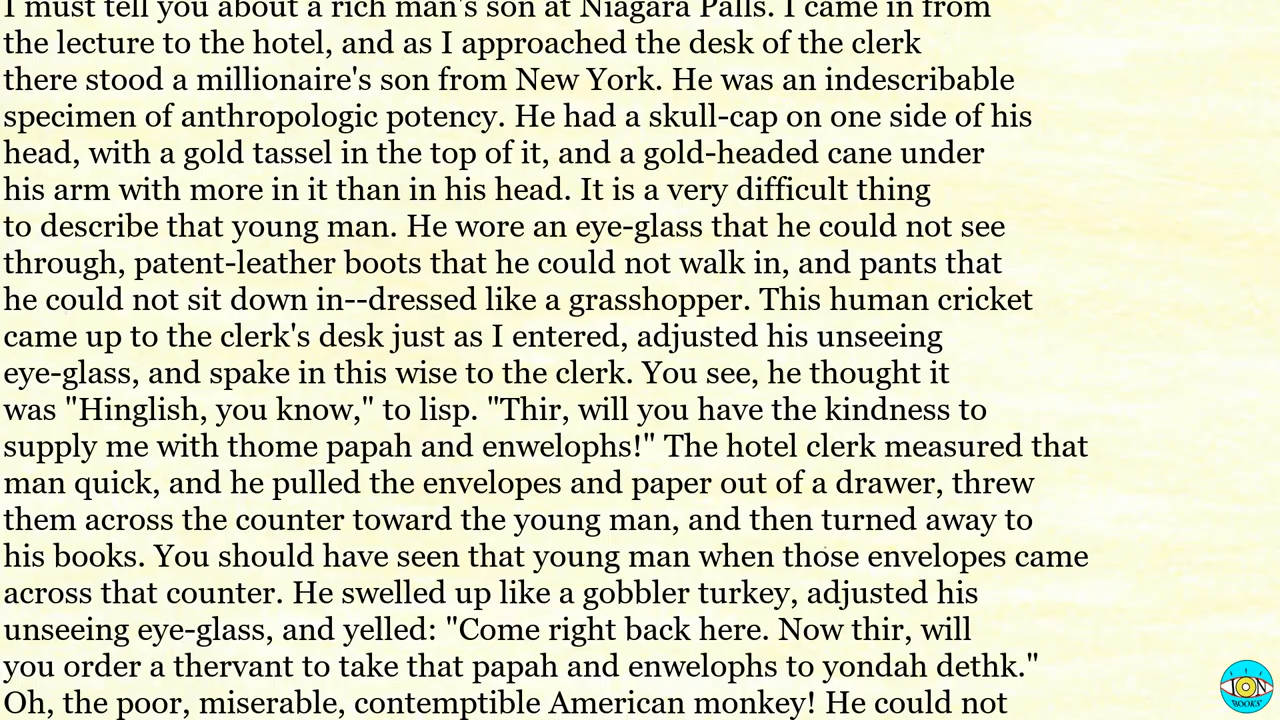 I must tell you about a rich man's son at Niagara Palls. I came in from
the lecture to the hotel, and as I approached the desk of the clerk
there stood a millionaire's son from New York. He was an indescribable
specimen of anthropologic potency. He had a skull-cap on one side of his
head, with a gold tassel in the top of it, and a gold-headed cane under
his arm with more in it than in his head. It is a very difficult thing
to describe that young man. He wore an eye-glass that he could not see
through, patent-leather boots that he could not walk in, and pants that
he could not sit down in--dressed like a grasshopper. This human cricket
came up to the clerk's desk just as I entered, adjusted his unseeing
eye-glass, and spake in this wise to the clerk. You see, he thought it
was "Hinglish, you know," to lisp. "Thir, will you have the kindness to
supply me with thome papah and enwelophs!" The hotel clerk measured that
man quick, and he pulled the envelopes and paper out of a drawer, threw
them across the counter toward the young man, and then turned away to
his books. You should have seen that young man when those envelopes came
across that counter. He swelled up like a gobbler turkey, adjusted his
unseeing eye-glass, and yelled: "Come right back here. Now thir, will
you order a thervant to take that papah and enwelophs to yondah dethk."
Oh, the poor, miserable, contemptible American monkey! He could not
ION
BOOKS